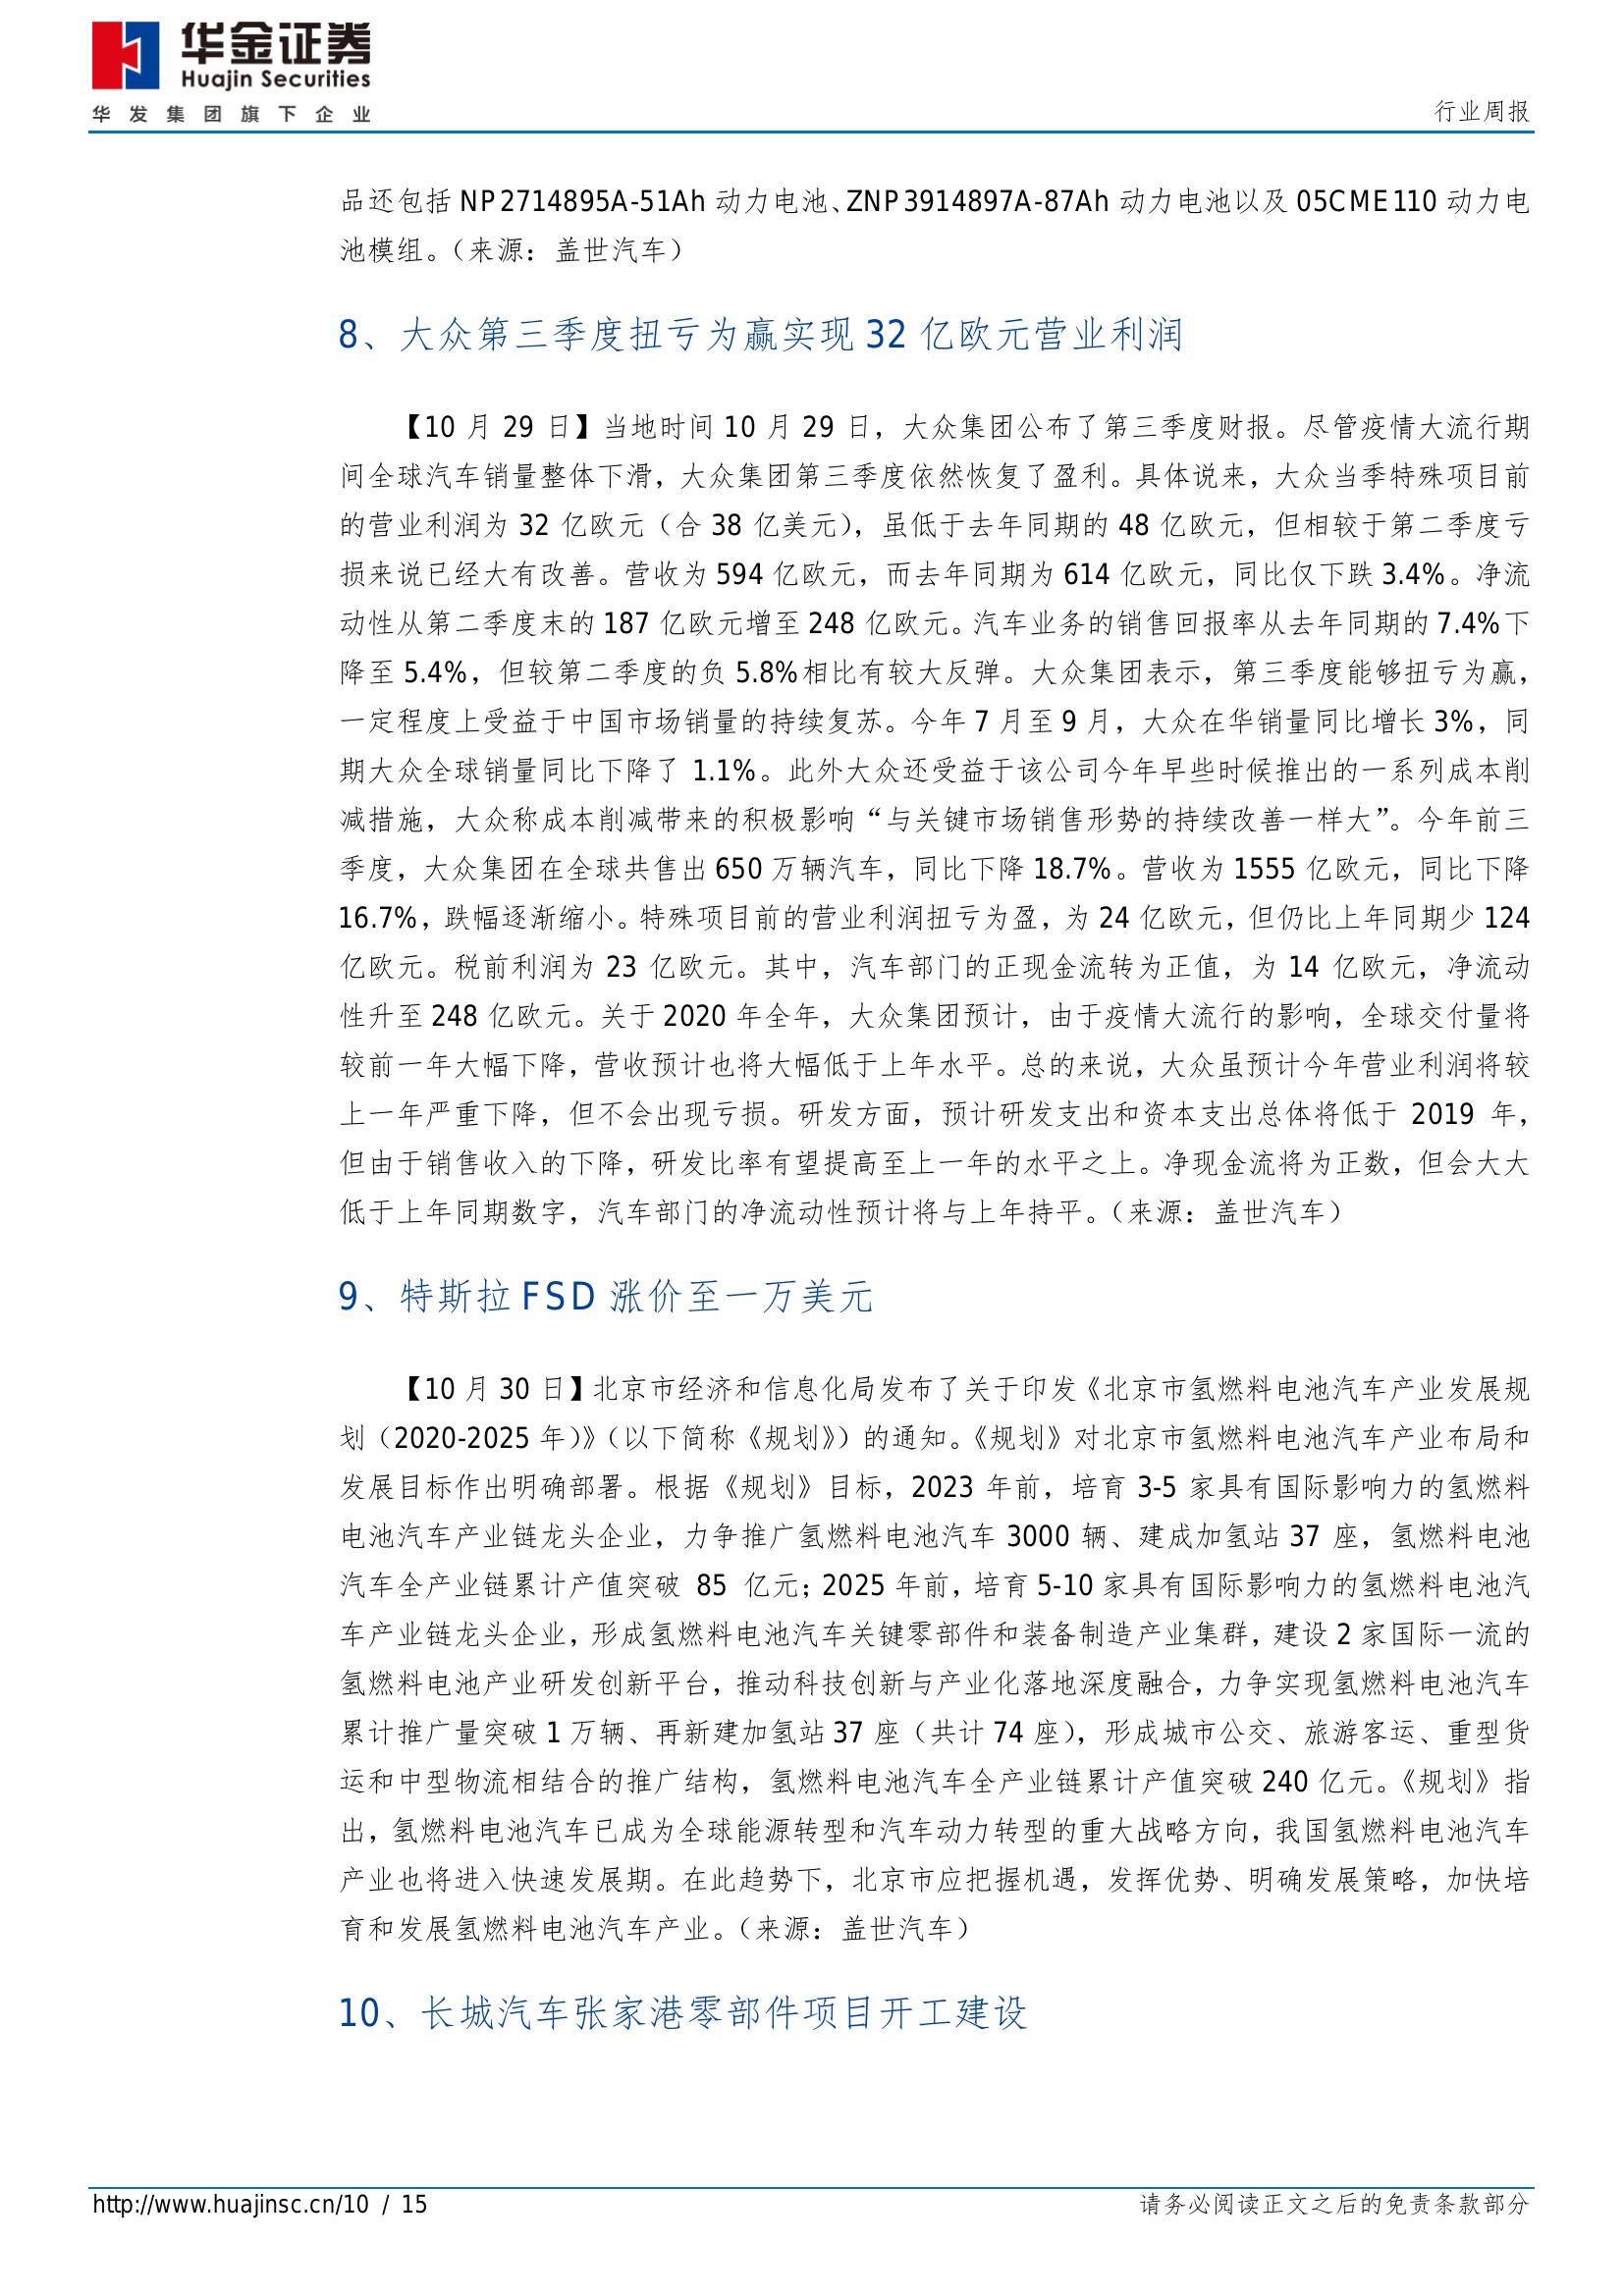 华金证券
Huajin Securities
华发集团旗下企业
行业周报
品还包括 NP2714895A-51Ah 动力电池、ZNP3914897A-87Ah 动力电池以及 05CME110 动力电
池模组。（来源：盖世汽车）
8、大众第三季度扭亏为赢实现 32 亿欧元营业利润
【10 月 29 日】当地时间 10 月 29 日，大众集团公布了第三季度财报。尽管疫情大流行期
间全球汽车销量整体下滑，大众集团第三季度依然恢复了盈利。具体说来，大众当季特殊项目前
的营业利润为 32 亿欧元（合 38 亿美元），虽低于去年同期的 48 亿欧元，但相较于第二季度亏
损来说已经大有改善。营收为 594 亿欧元，而去年同期为 614 亿欧元，同比仅下跌 3.4%。净流
动性从第二季度末的 187 亿欧元增至 248 亿欧元。汽车业务的销售回报率从去年同期的 7.4%下
降至 5.4%，但较第二季度的负 5.8%相比有较大反弹。大众集团表示，第三季度能够扭亏为赢，
一定程度上受益于中国市场销量的持续复苏。今年 7 月至 9 月，大众在华销量同比增长 3%，同
期大众全球销量同比下降了 1.1%。此外大众还受益于该公司今年早些时候推出的一系列成本削
减措施，大众称成本削减带来的积极影响“与关键市场销售形势的持续改善一样大”。今年前三
季度，大众集团在全球共售出 650 万辆汽车，同比下降 18.7%。营收为 1555 亿欧元，同比下降
16.7%，跌幅逐渐缩小。特殊项目前的营业利润扭亏为盈，为 24 亿欧元，但仍比上年同期少 124
亿欧元。税前利润为 23 亿欧元。其中，汽车部门的正现金流转为正值，为 14 亿欧元，净流动
性升至 248 亿欧元。关于 2020 年全年，大众集团预计，由于疫情大流行的影响，全球交付量将
较前一年大幅下降，营收预计也将大幅低于上年水平。总的来说，大众虽预计今年营业利润将较
上一年严重下降，但不会出现亏损。研发方面，预计研发支出和资本支出总体将低于 2019 年，
但由于销售收入的下降，研发比率有望提高至上一年的水平之上。净现金流将为正数，但会大大
低于上年同期数字，汽车部门的净流动性预计将与上年持平。（来源：盖世汽车）
9、特斯拉 FSD 涨价至一万美元
【10 月 30 日】北京市经济和信息化局发布了关于印发《北京市氢燃料电池汽车产业发展规
划（2020-2025 年）》（以下简称《规划》）的通知。《规划》对北京市氢燃料电池汽车产业布局和
发展目标作出明确部署。根据《规划》目标，2023 年前，培育 3-5 家具有国际影响力的氢燃料
电池汽车产业链龙头企业，力争推广氢燃料电池汽车 3000 辆、建成加氢站 37 座，氢燃料电池
汽车全产业链累计产值突破 85 亿元；2025 年前，培育 5-10 家具有国际影响力的氢燃料电池汽
车产业链龙头企业，形成氢燃料电池汽车关键零部件和装备制造产业集群，建设 2 家国际一流的
氢燃料电池产业研发创新平台，推动科技创新与产业化落地深度融合，力争实现氢燃料电池汽车
累计推广量突破 1 万辆、再新建加氢站 37 座（共计 74 座），形成城市公交、旅游客运、重型货
运和中型物流相结合的推广结构，氢燃料电池汽车全产业链累计产值突破 240 亿元。《规划》指
出，氢燃料电池汽车已成为全球能源转型和汽车动力转型的重大战略方向，我国氢燃料电池汽车
产业也将进入快速发展期。在此趋势下，北京市应把握机遇，发挥优势、明确发展策略，加快培
育和发展氢燃料电池汽车产业。（来源：盖世汽车）
10、长城汽车张家港零部件项目开工建设
http://www.huajinsc.cn/10 / 15
请务必阅读正文之后的免责条款部分